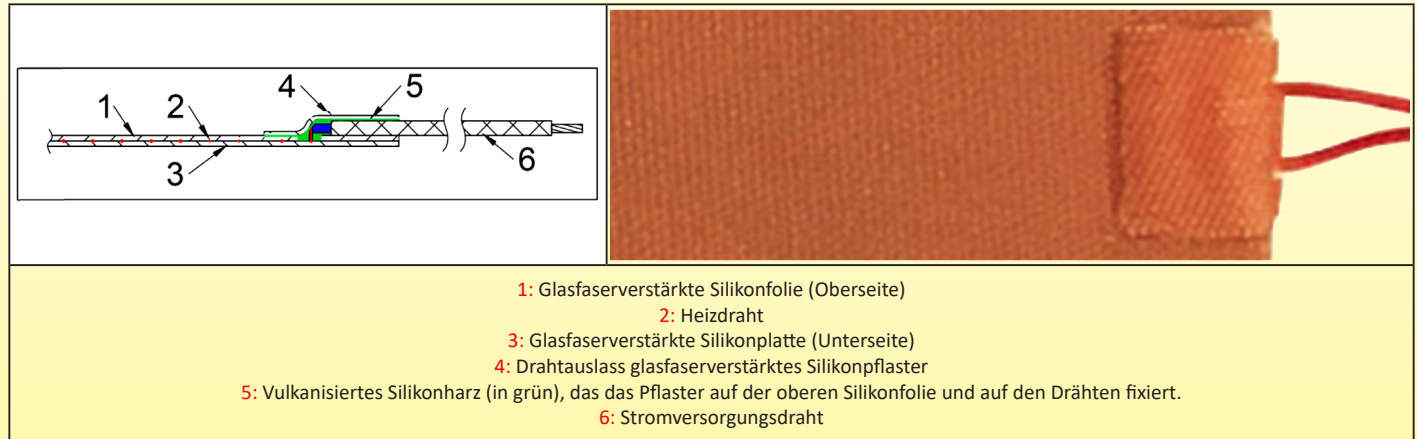 1
2
3
4
5
6
1: Glasfaserverstärkte Silikonfolie (Oberseite)
2: Heizdraht
3: Glasfaserverstärkte Silikonplatte (Unterseite)
4: Drahtauslass glasfaserverstärktes Silikonpflaster
5: Vulkanisiertes Silikonharz (in grün), das das Pflaster auf der oberen Silikonfolie und auf den Drähten fixiert.
6: Stromversorgungsdraht